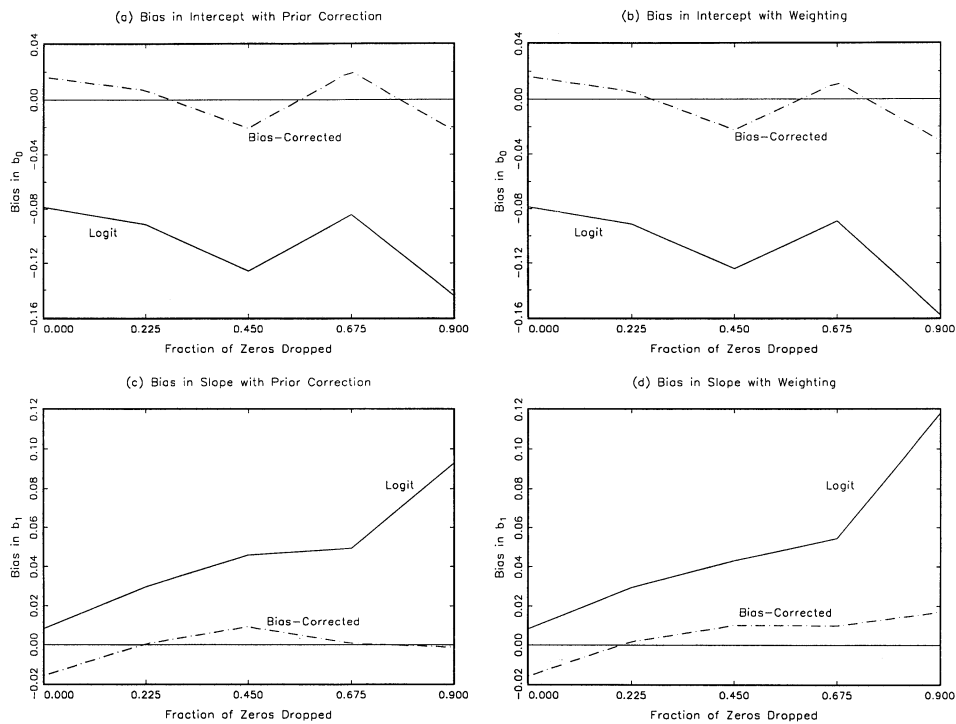 (a) Bias in Intercept with Prior Correction
Bias in b0
0.04
0.00
−0.04
−0.08
−0.12
−0.16
Bias−Corrected
Logit
0.000 0.225 0.450 0.675 0.900
Fraction of Zeros Dropped
(b) Bias in Intercept with Weighting
Bias in b0
0.04
0.00
−0.04
−0.08
−0.12
−0.16
Bias−Corrected
Logit
0.000 0.225 0.450 0.675 0.900
Fraction of Zeros Dropped
(c) Bias in Slope with Prior Correction
Bias in b1
0.12
0.10
0.08
0.06
0.04
0.02
0.00
−0.02
Logit
Bias−Corrected
0.000 0.225 0.450 0.675 0.900
Fraction of Zeros Dropped
(d) Bias in Slope with Weighting
Bias in b1
0.12
0.10
0.08
0.06
0.04
0.02
0.00
−0.02
Logit
Bias−Corrected
0.000 0.225 0.450 0.675 0.900
Fraction of Zeros Dropped